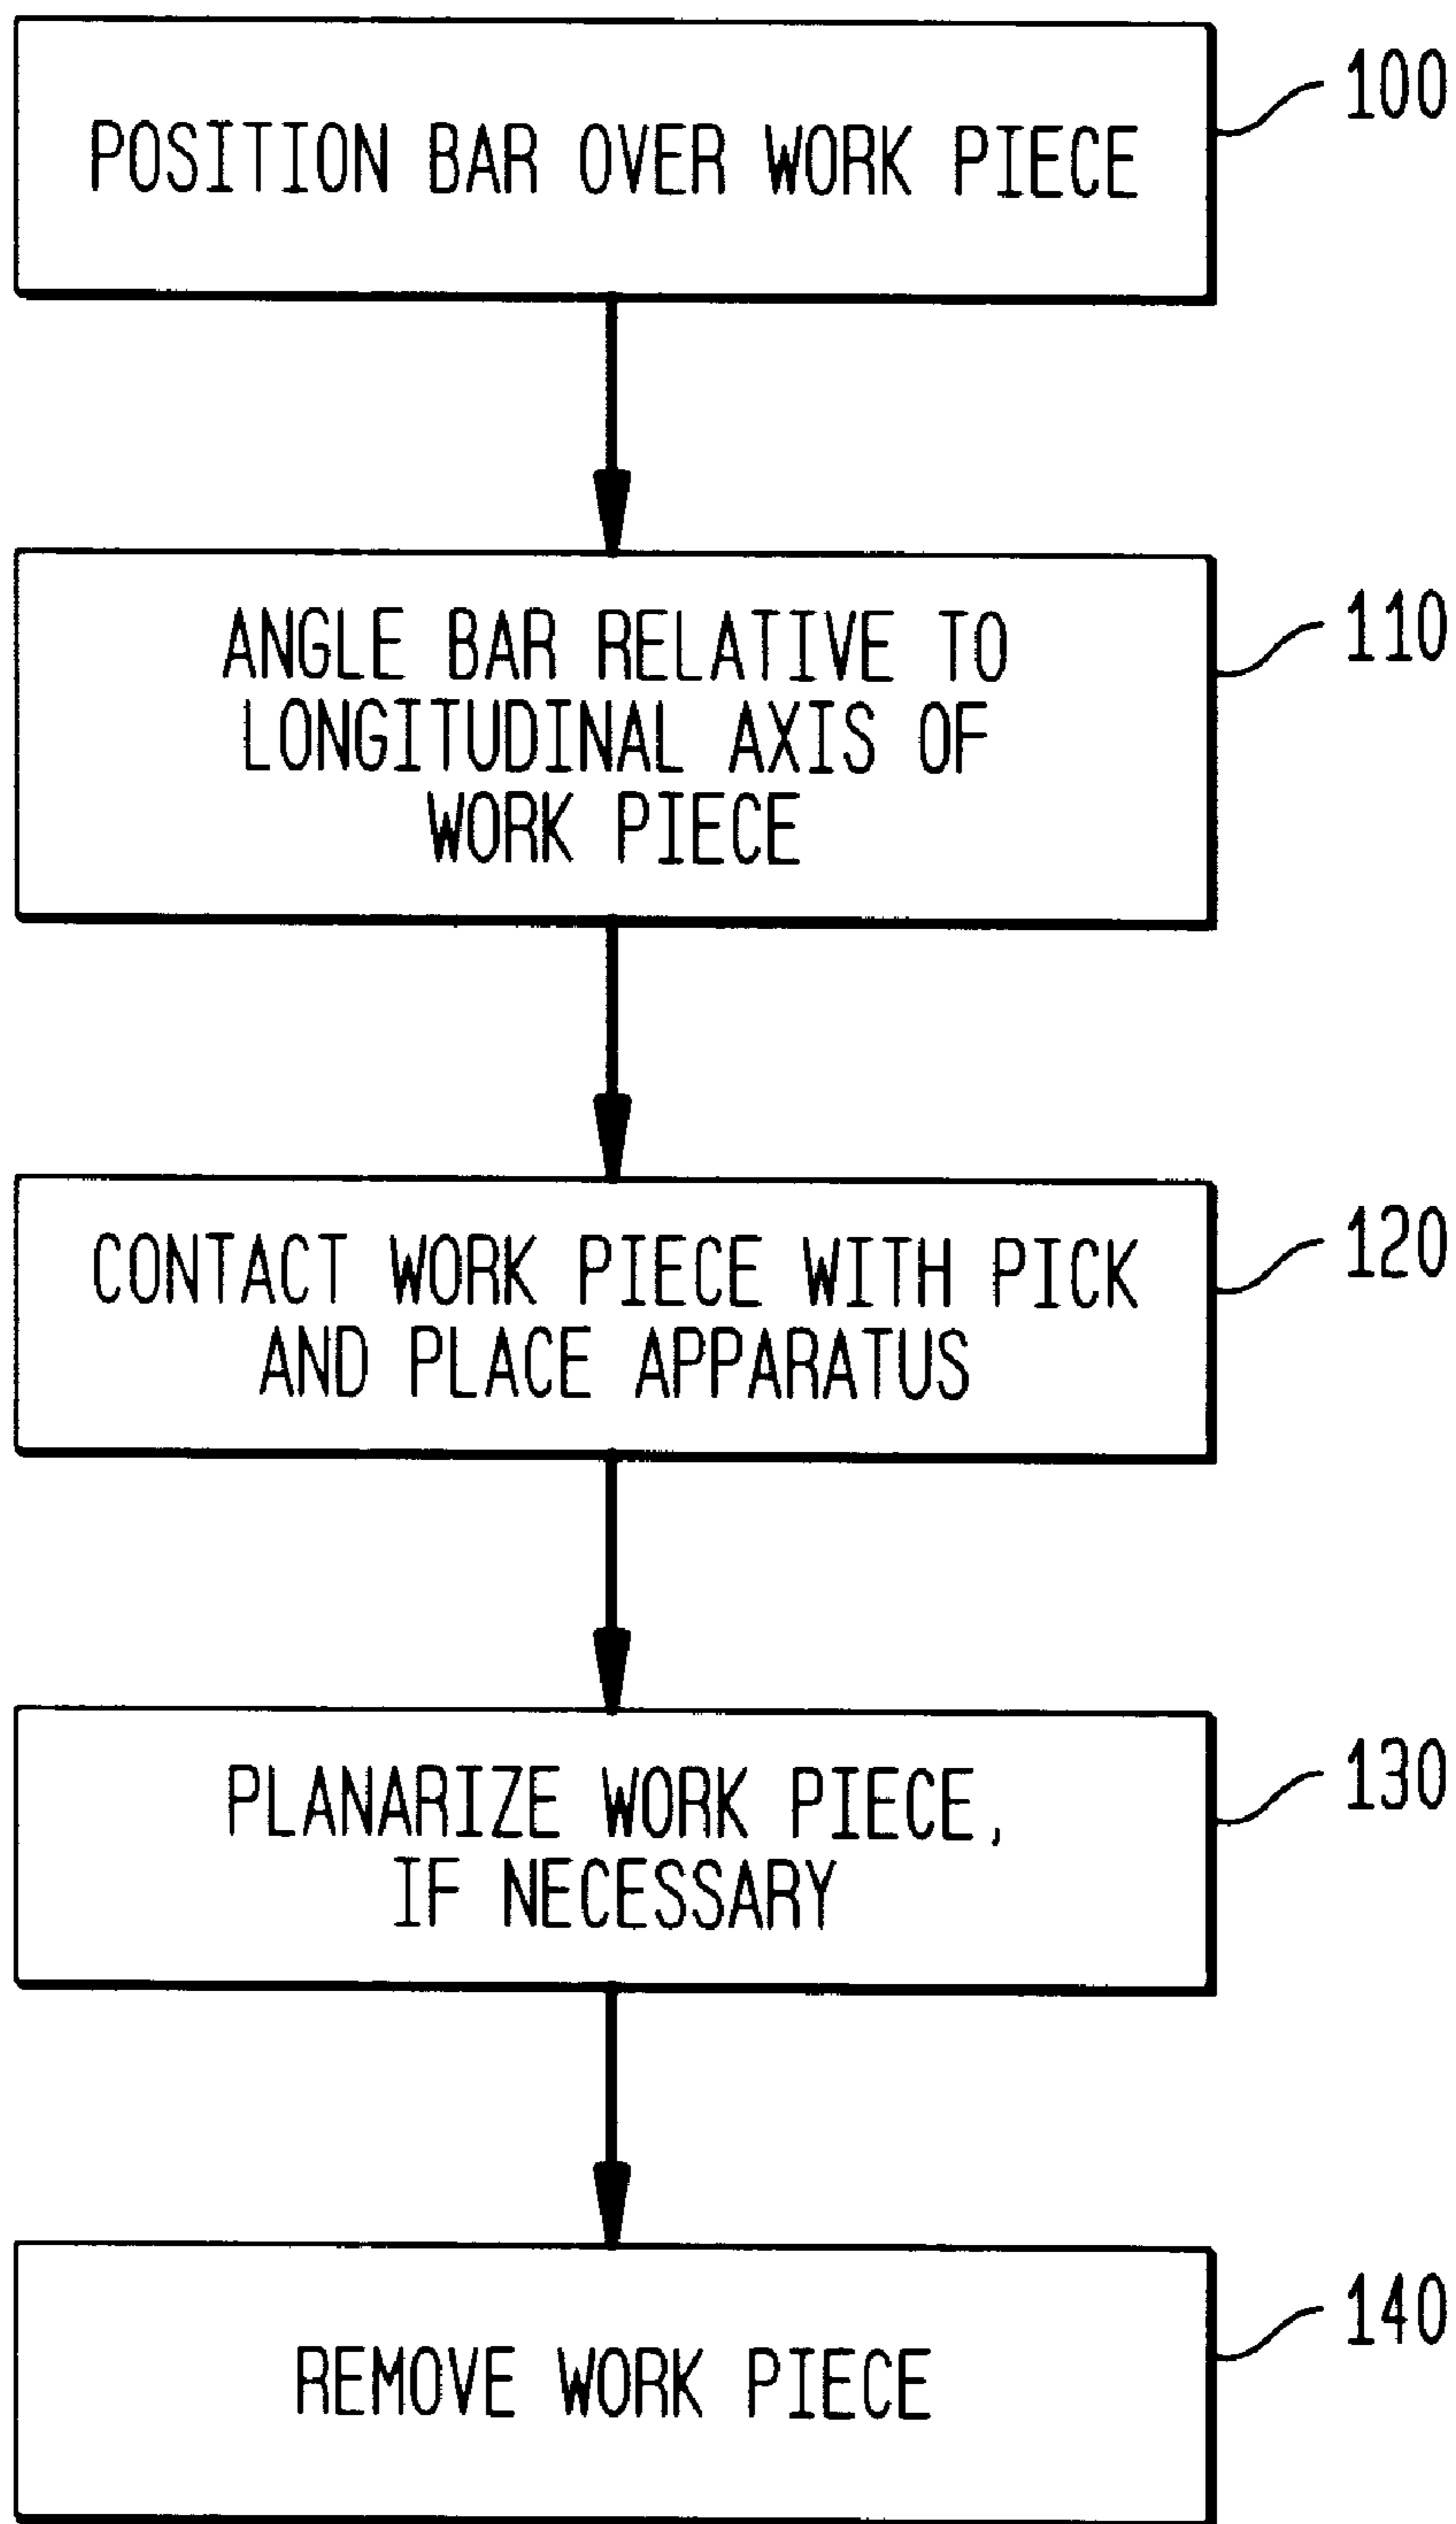 POSITION BAR OVER WORK PIECE
100
ANGLE BAR RELATIVE TO
LONGITUDINAL AXIS OF
WORK PIECE
110
CONTACT WORK PIECE WITH PICK
AND PLACE APPARATUS
120
PLANARIZE WORK PIECE,
IF NECESSARY
130
REMOVE WORK PIECE
140